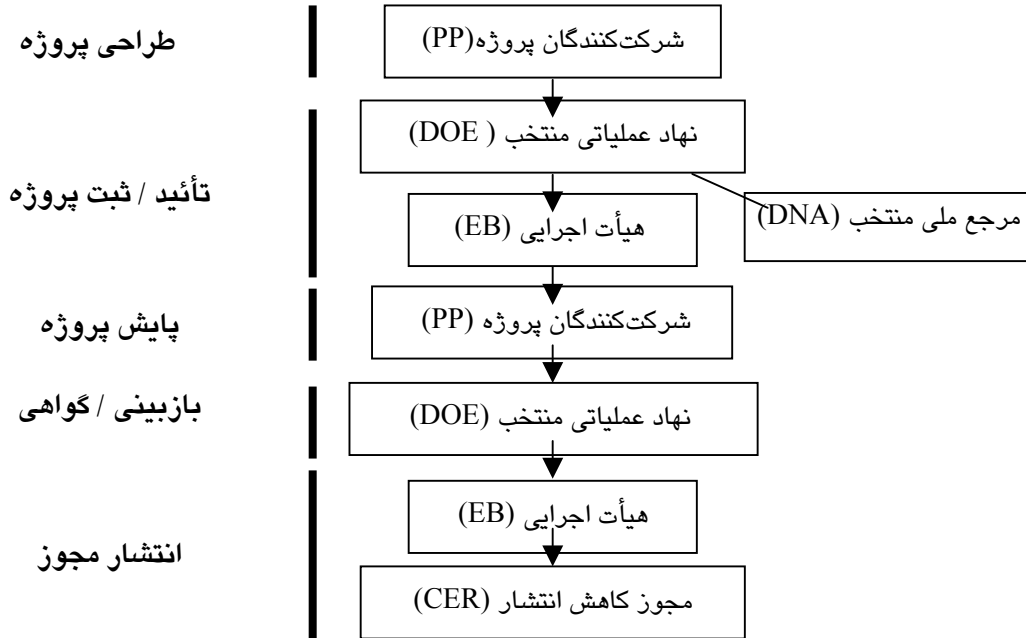 طراحی پروژه
شرکت‌کنندگان پروژه(PP)
نهاد عملیاتی منتخب ( DOE)
تأئید / ثبت پروژه
هیأت اجرایی (EB)
مرجع ملی منتخب (DNA)
پایش پروژه
شرکت‌کنندگان پروژه (PP)
بازبینی / گواهی
نهاد عملیاتی منتخب (DOE)
هیأت اجرایی (EB)
انتشار مجوز
مجوز کاهش انتشار (CER)